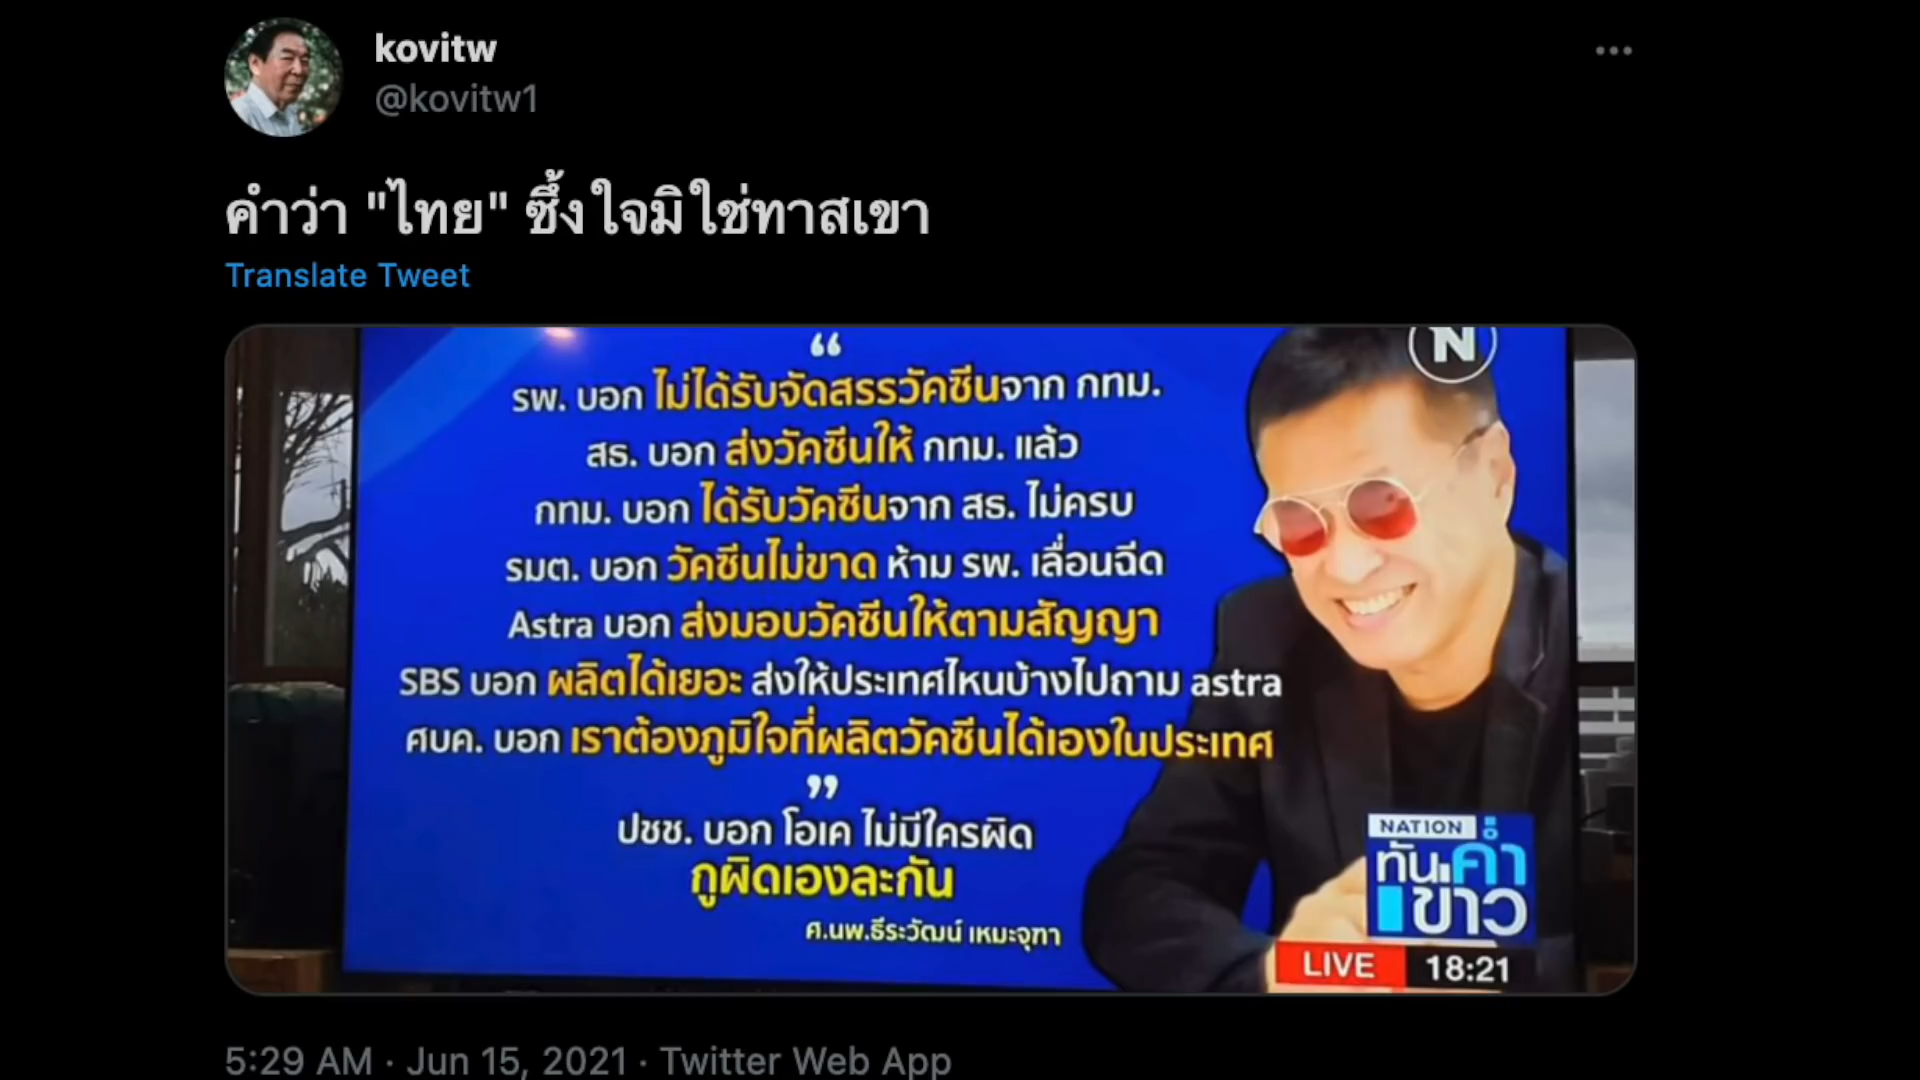 kovitw
@kovitw1
คำว่า "ไทย" ซึ้งใจมิใช่ทาสเขา
Translate Tweet
“
N
รพ. บอก ไม่ได้รับจัดสรรวัคซีนจาก กทม.
สธ. บอก ส่งวัคซีนให้ กทม. แล้ว
กทม. บอก ได้รับวัคซีนจาก สธ. ไม่ครบ
รมต. บอก วัคซีนไม่ขาด ห้าม รพ. เลื่อนฉีด
Astra บอก ส่งมอบวัคซีนให้ตามสัญญา
SBS บอก ผลิตได้เยอะ ส่งให้ประเทศไหนบ้างไปถาม astra
ศบค. บอก เราต้องภูมิใจที่ผลิตวัคซีนได้เองในประเทศ
”
ปชช. บอก โอเค ไม่มีใครผิด
กูผิดเองละกัน
ศ.นพ.ธีระวัฒน์ เหมะจุฑา
NATION
ทันค่ำ
ข่าว
LIVE 18:21
5:29 AM · Jun 15, 2021 · Twitter Web App